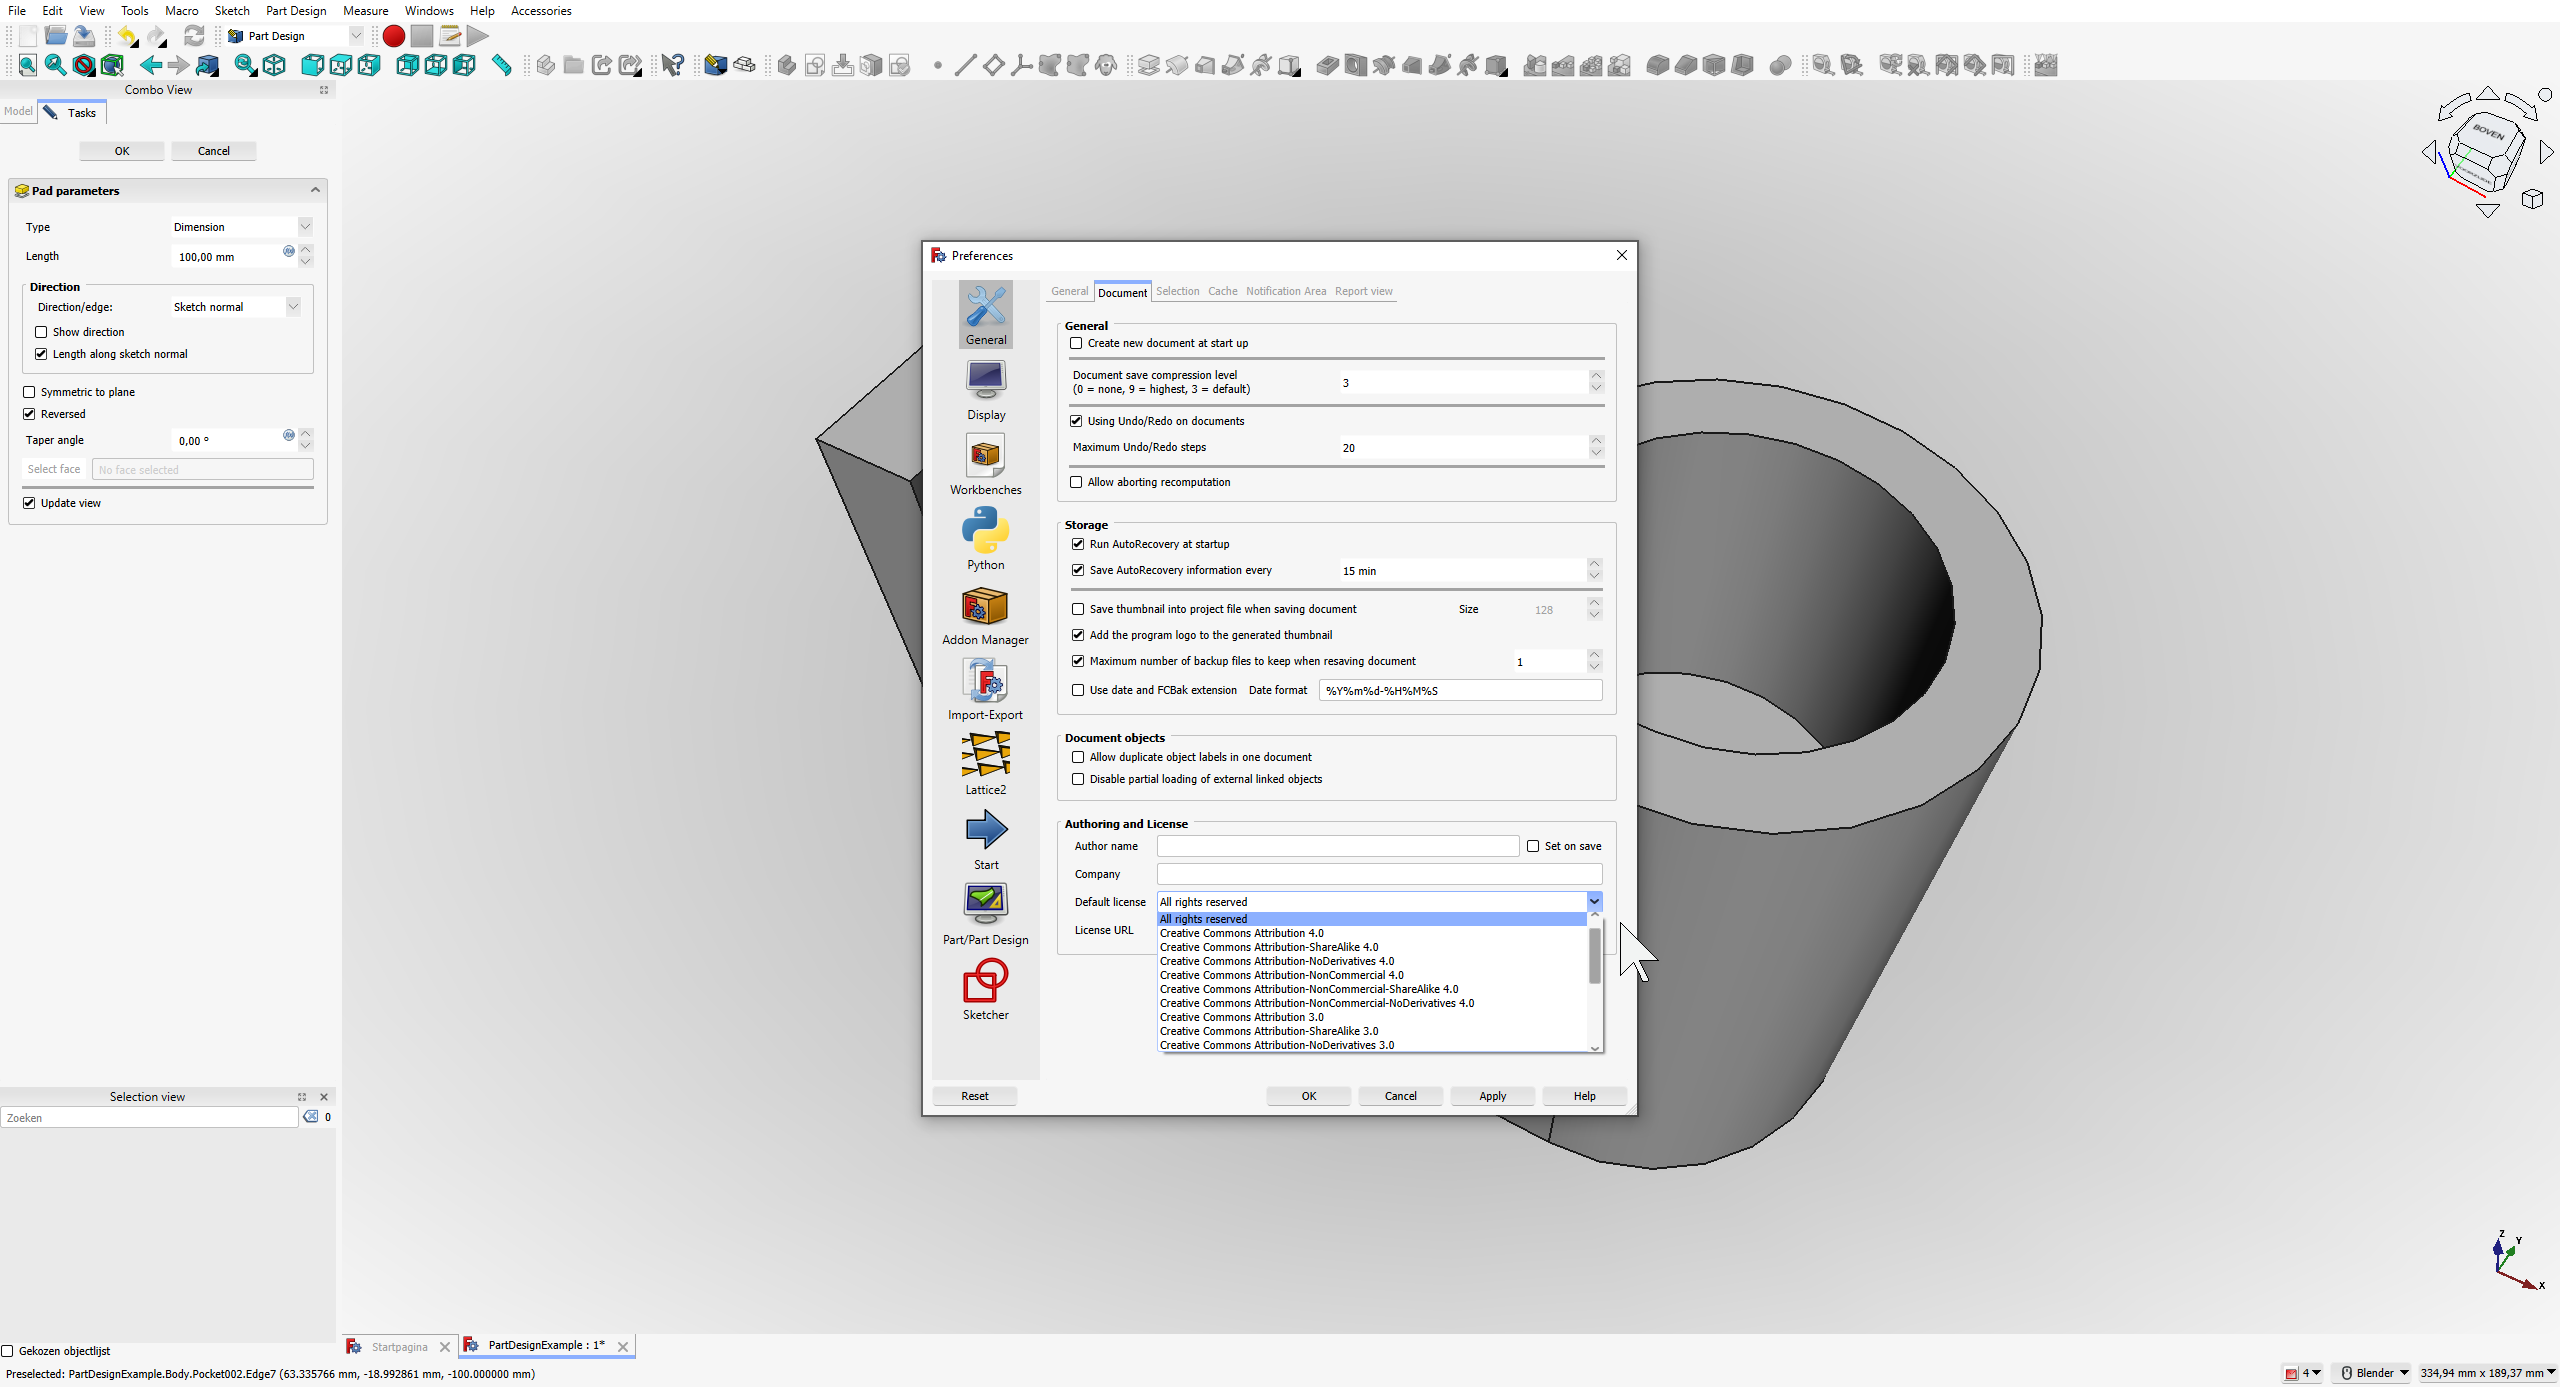 File Edit View Tools Macro Sketch Part Design Measure Windows Help Accessories
Part Design
Combo View
Model Tasks
OK Cancel
Pad parameters
Type Dimension
Length 100,00 mm
Direction
Direction/edge: Sketch normal
Show direction
Length along sketch normal
Symmetric to plane
Reversed
Taper angle 0,00 °
Select face No face selected
Update view
Selection view
Zoeken 0
Gekozen objectlijst
BOVEN
Preferences
General
Display
Workbenches
Python
Addon Manager
Import-Export
Lattice2
Start
Part/Part Design
Sketcher
General Document Selection Cache Notification Area Report view
General
Create new document at start up
Document save compression level
(0 = none, 9 = highest, 3 = default) 3
Using Undo/Redo on documents
Maximum Undo/Redo steps 20
Allow aborting recomputation
Storage
Run AutoRecovery at startup
Save AutoRecovery information every 15 min
Save thumbnail into project file when saving document Size 128
Add the program logo to the generated thumbnail
Maximum number of backup files to keep when resaving document 1
Use date and FCBak extension Date format %Y%m%d-%H%M%S
Document objects
Allow duplicate object labels in one document
Disable partial loading of external linked objects
Authoring and License
Author name Set on save
Company
Default license All rights reserved
License URL
All rights reserved
Creative Commons Attribution 4.0
Creative Commons Attribution-ShareAlike 4.0
Creative Commons Attribution-NoDerivatives 4.0
Creative Commons Attribution-NonCommercial 4.0
Creative Commons Attribution-NonCommercial-ShareAlike 4.0
Creative Commons Attribution-NonCommercial-NoDerivatives 4.0
Creative Commons Attribution 3.0
Creative Commons Attribution-ShareAlike 3.0
Creative Commons Attribution-NoDerivatives 3.0
Reset OK Cancel Apply Help
Z
Y
X
Startpagina PartDesignExample : 1*
Preselected: PartDesignExample.Body.Pocket002.Edge7 (63.335766 mm, -18.992861 mm, -100.000000 mm)
4 Blender 334,94 mm x 189,37 mm